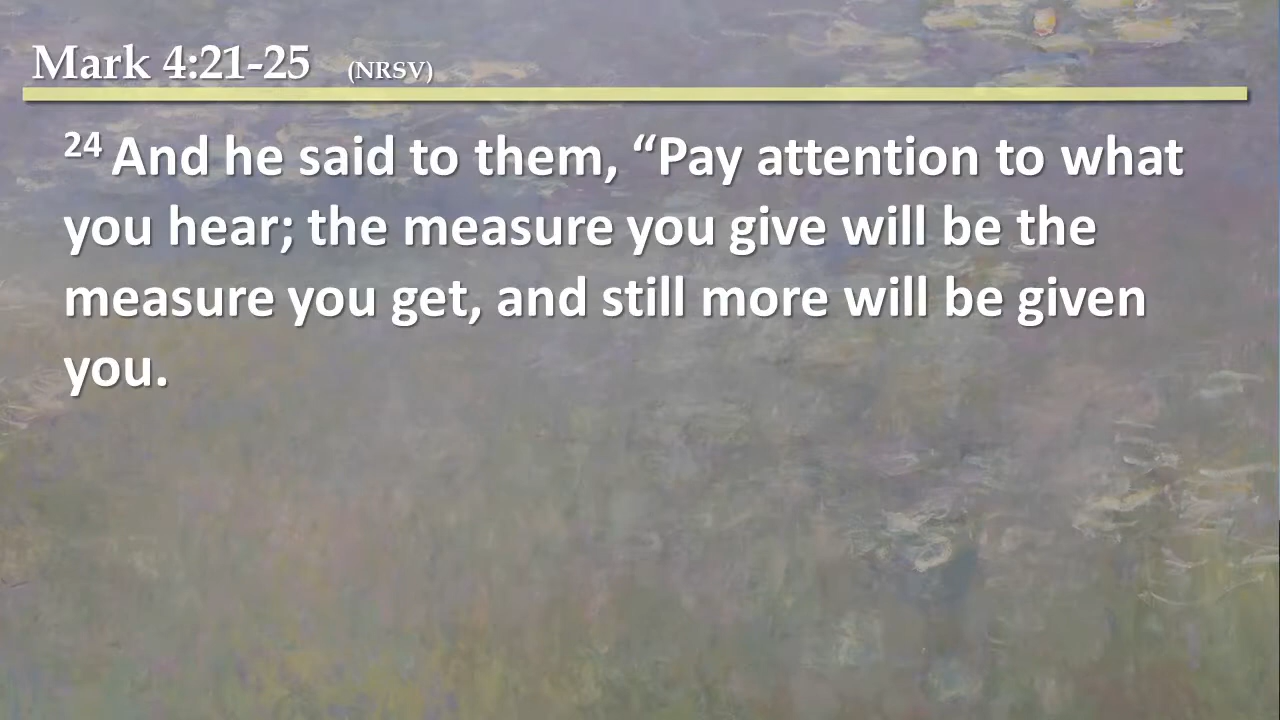 Mark 4:21-25 (NRSV)
24 And he said to them, “Pay attention to what
you hear; the measure you give will be the
measure you get, and still more will be given
you.